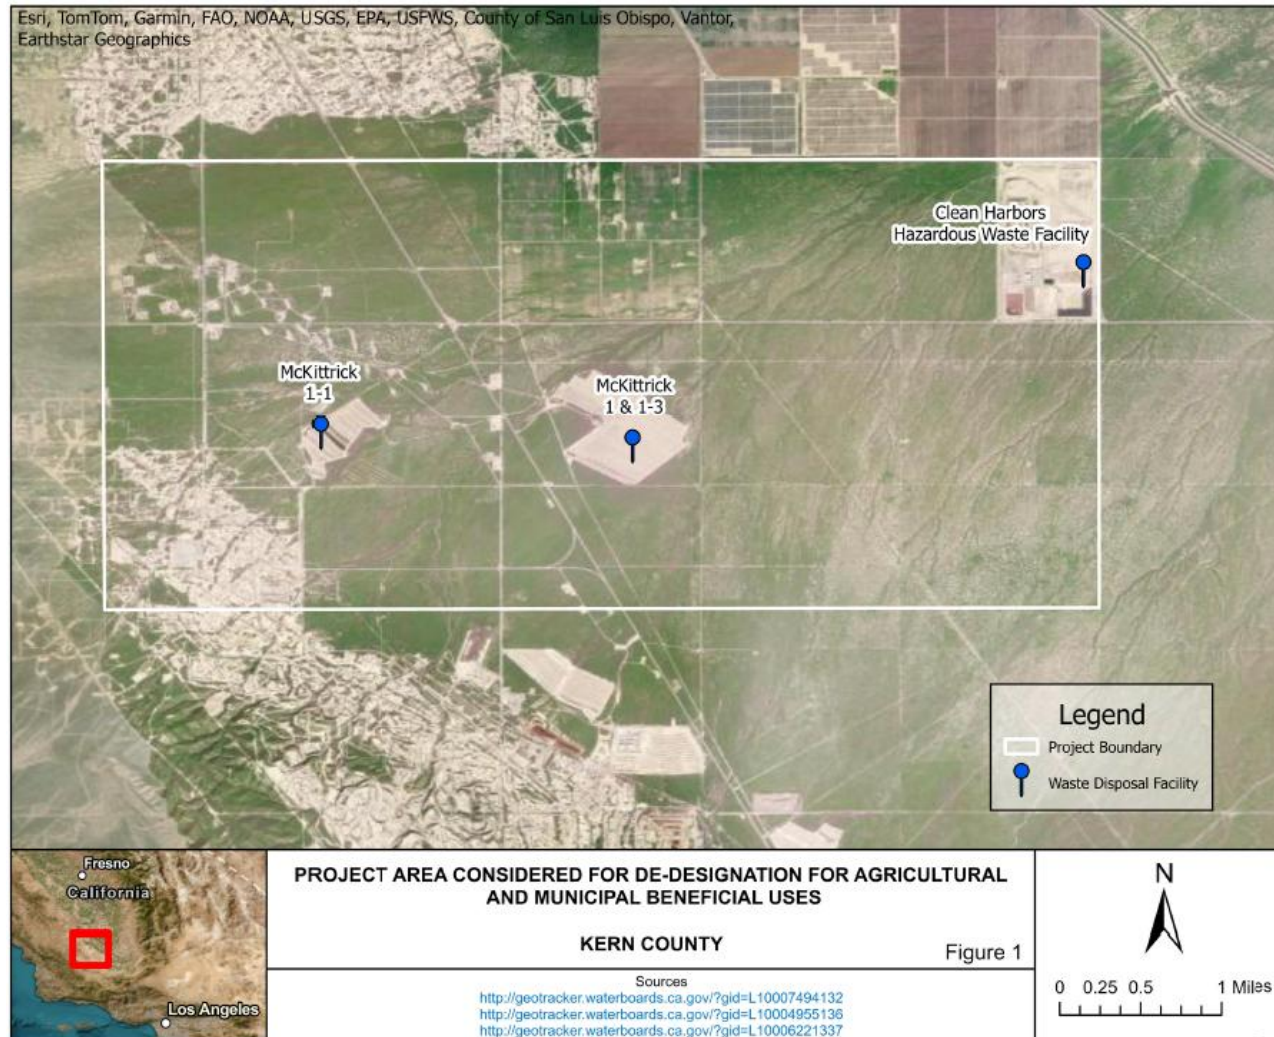 Esri, TomTom, Garmin, FAO, NOAA, USGS, EPA, USFWS, County of San Luis Obispo, Vantor,
Earthstar Geographics
Clean Harbors
Hazardous Waste Facility
McKittrick
1-1
McKittrick
1 & 1-3
Legend
Project Boundary
Waste Disposal Facility
Fresno
California
Los Angeles
PROJECT AREA CONSIDERED FOR DE-DESIGNATION FOR AGRICULTURAL
AND MUNICIPAL BENEFICIAL USES
KERN COUNTY
Figure 1
Sources
http://geotracker.waterboards.ca.gov/?gid=L10007494132
http://geotracker.waterboards.ca.gov/?gid=L10004955136
http://geotracker.waterboards.ca.gov/?gid=L10006221337
N
0 0.25 0.5 1 Miles